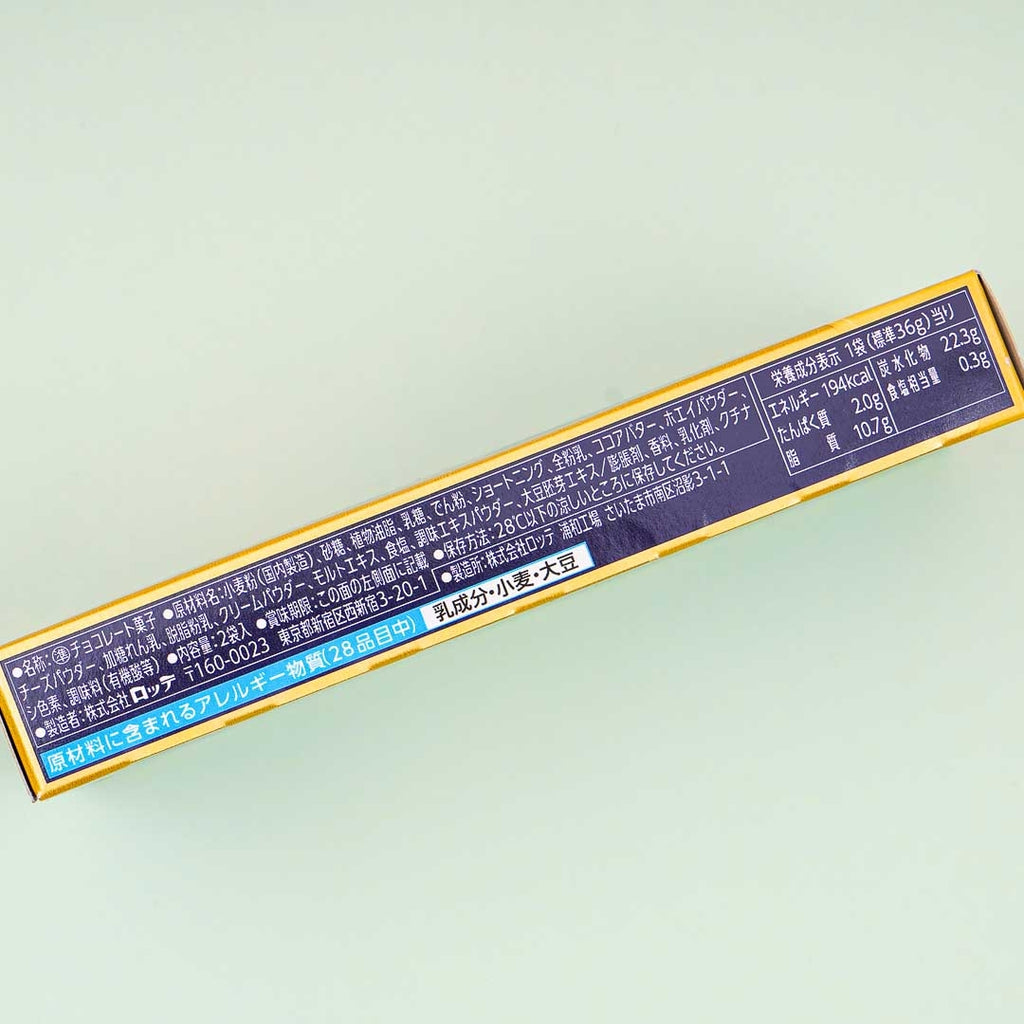 ●名称:準チョコレート菓子 ●原材料名:小麦粉(国内製造)、砂糖、植物油脂、乳糖、でん粉、ショートニング、全粉乳、ココアバター、ホエイパウダー、
チーズパウダー、加糖れん乳、脱脂粉乳、クリームパウダー、モルトエキス、食塩、調味エキスパウダー、大豆胚芽エキス/膨脹剤、香料、乳化剤、クチナ
シ色素、調味料(有機酸等) ●内容量:2袋入 ●賞味期限:この面の左側面に記載 ●保存方法:28℃以下の涼しいところに保存してください。
●製造者:株式会社ロッテ 〒160-0023 東京都新宿区西新宿3-20-1 ●製造所:株式会社ロッテ 浦和工場 さいたま市南区沼影3-1-1
原材料に含まれるアレルギー物質(28品目中) 乳成分・小麦・大豆
栄養成分表示 1袋(標準36g)当り
エネルギー 194kcal 炭水化物 22.3g
たんぱく質 2.0g 食塩相当量 0.3g
脂質 10.7g